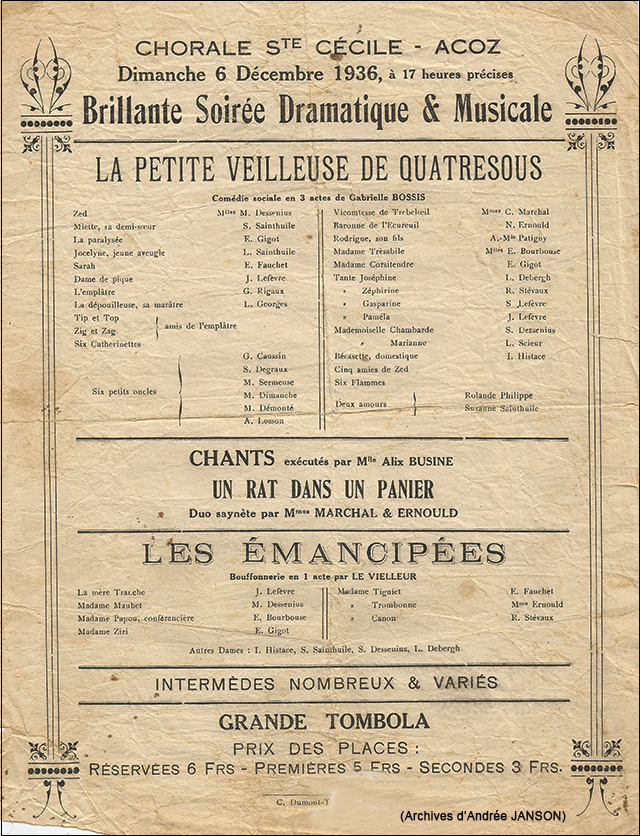 CHORALE STE CÉCILE - ACOZ
Dimanche 6 Décembre 1936, à 17 heures précises
Brillante Soirée Dramatique & Musicale
LA PETITE VEILLEUSE DE QUATRESOUS
Comédie sociale en 3 actes de Gabrielle BOSSIS
Zed Mlles M. Dessenius
Miette, sa demi-sœur S. Sainthuile
La paralysée E. Gigot
Jocelyne, jeune aveugle L. Sainthuile
Sarah E. Fauchet
Dame de pique J. Lefèvre
L'emplâtre G. Rigaux
La dépouilleuse, sa marâtre L. Georges
Tip et Top
Zig et Zag
amis de l'emplâtre
Six Catherinettes
Six petits oncles
G. Caussin
S. Degraux
M. Sermeuse
M. Dimanche
M. Démonté
A. Losson
Vicomtesse de Trebelœil Mmes C. Marchal
Baronne de l'Ecureuil N. Ernould
Rodrigue, son fils A.-Mie Patigny
Madame Trèsabile Mlles E. Bourbouse
Madame Corsitendre E. Gigot
Tante Joséphine L. Debergh
" Zéphirine R. Stévaux
" Gasparine S. Lefèvre
" Paméla J. Lefèvre
Mademoiselle Chambarde S. Dessenius
" Marianne L. Scieur
Bécasette, domestique I. Histace
Cinq amies de Zed
Six Flammes
Deux amours
Rolande Philippe
Suzanne Sainthuile
CHANTS exécutés par Mlle Alix BUSINE
UN RAT DANS UN PANIER
Duo saynète par Mmes MARCHAL & ERNOULD
LES ÉMANCIPÉES
Bouffonnerie en 1 acte par LE VIELLEUR
La mère Tranche J. Lefèvre
Madame Maubet M. Dessenius
Madame Papou, conférencière E. Bourbouse
Madame Zizi E. Gigot
Madame Tiguiet E. Fauchet
" Trombonne Mme Ernould
" Canon R. Stévaux
Autres Dames : I. Histace, S. Sainthuile, S. Dessenius, L. Debergh
INTERMÈDES NOMBREUX & VARIÉS
GRANDE TOMBOLA
PRIX DES PLACES :
RÉSERVÉES 6 FRS - PREMIÈRES 5 FRS - SECONDES 3 FRS.
C. Dumont-T
(Archives d'Andrée JANSON)